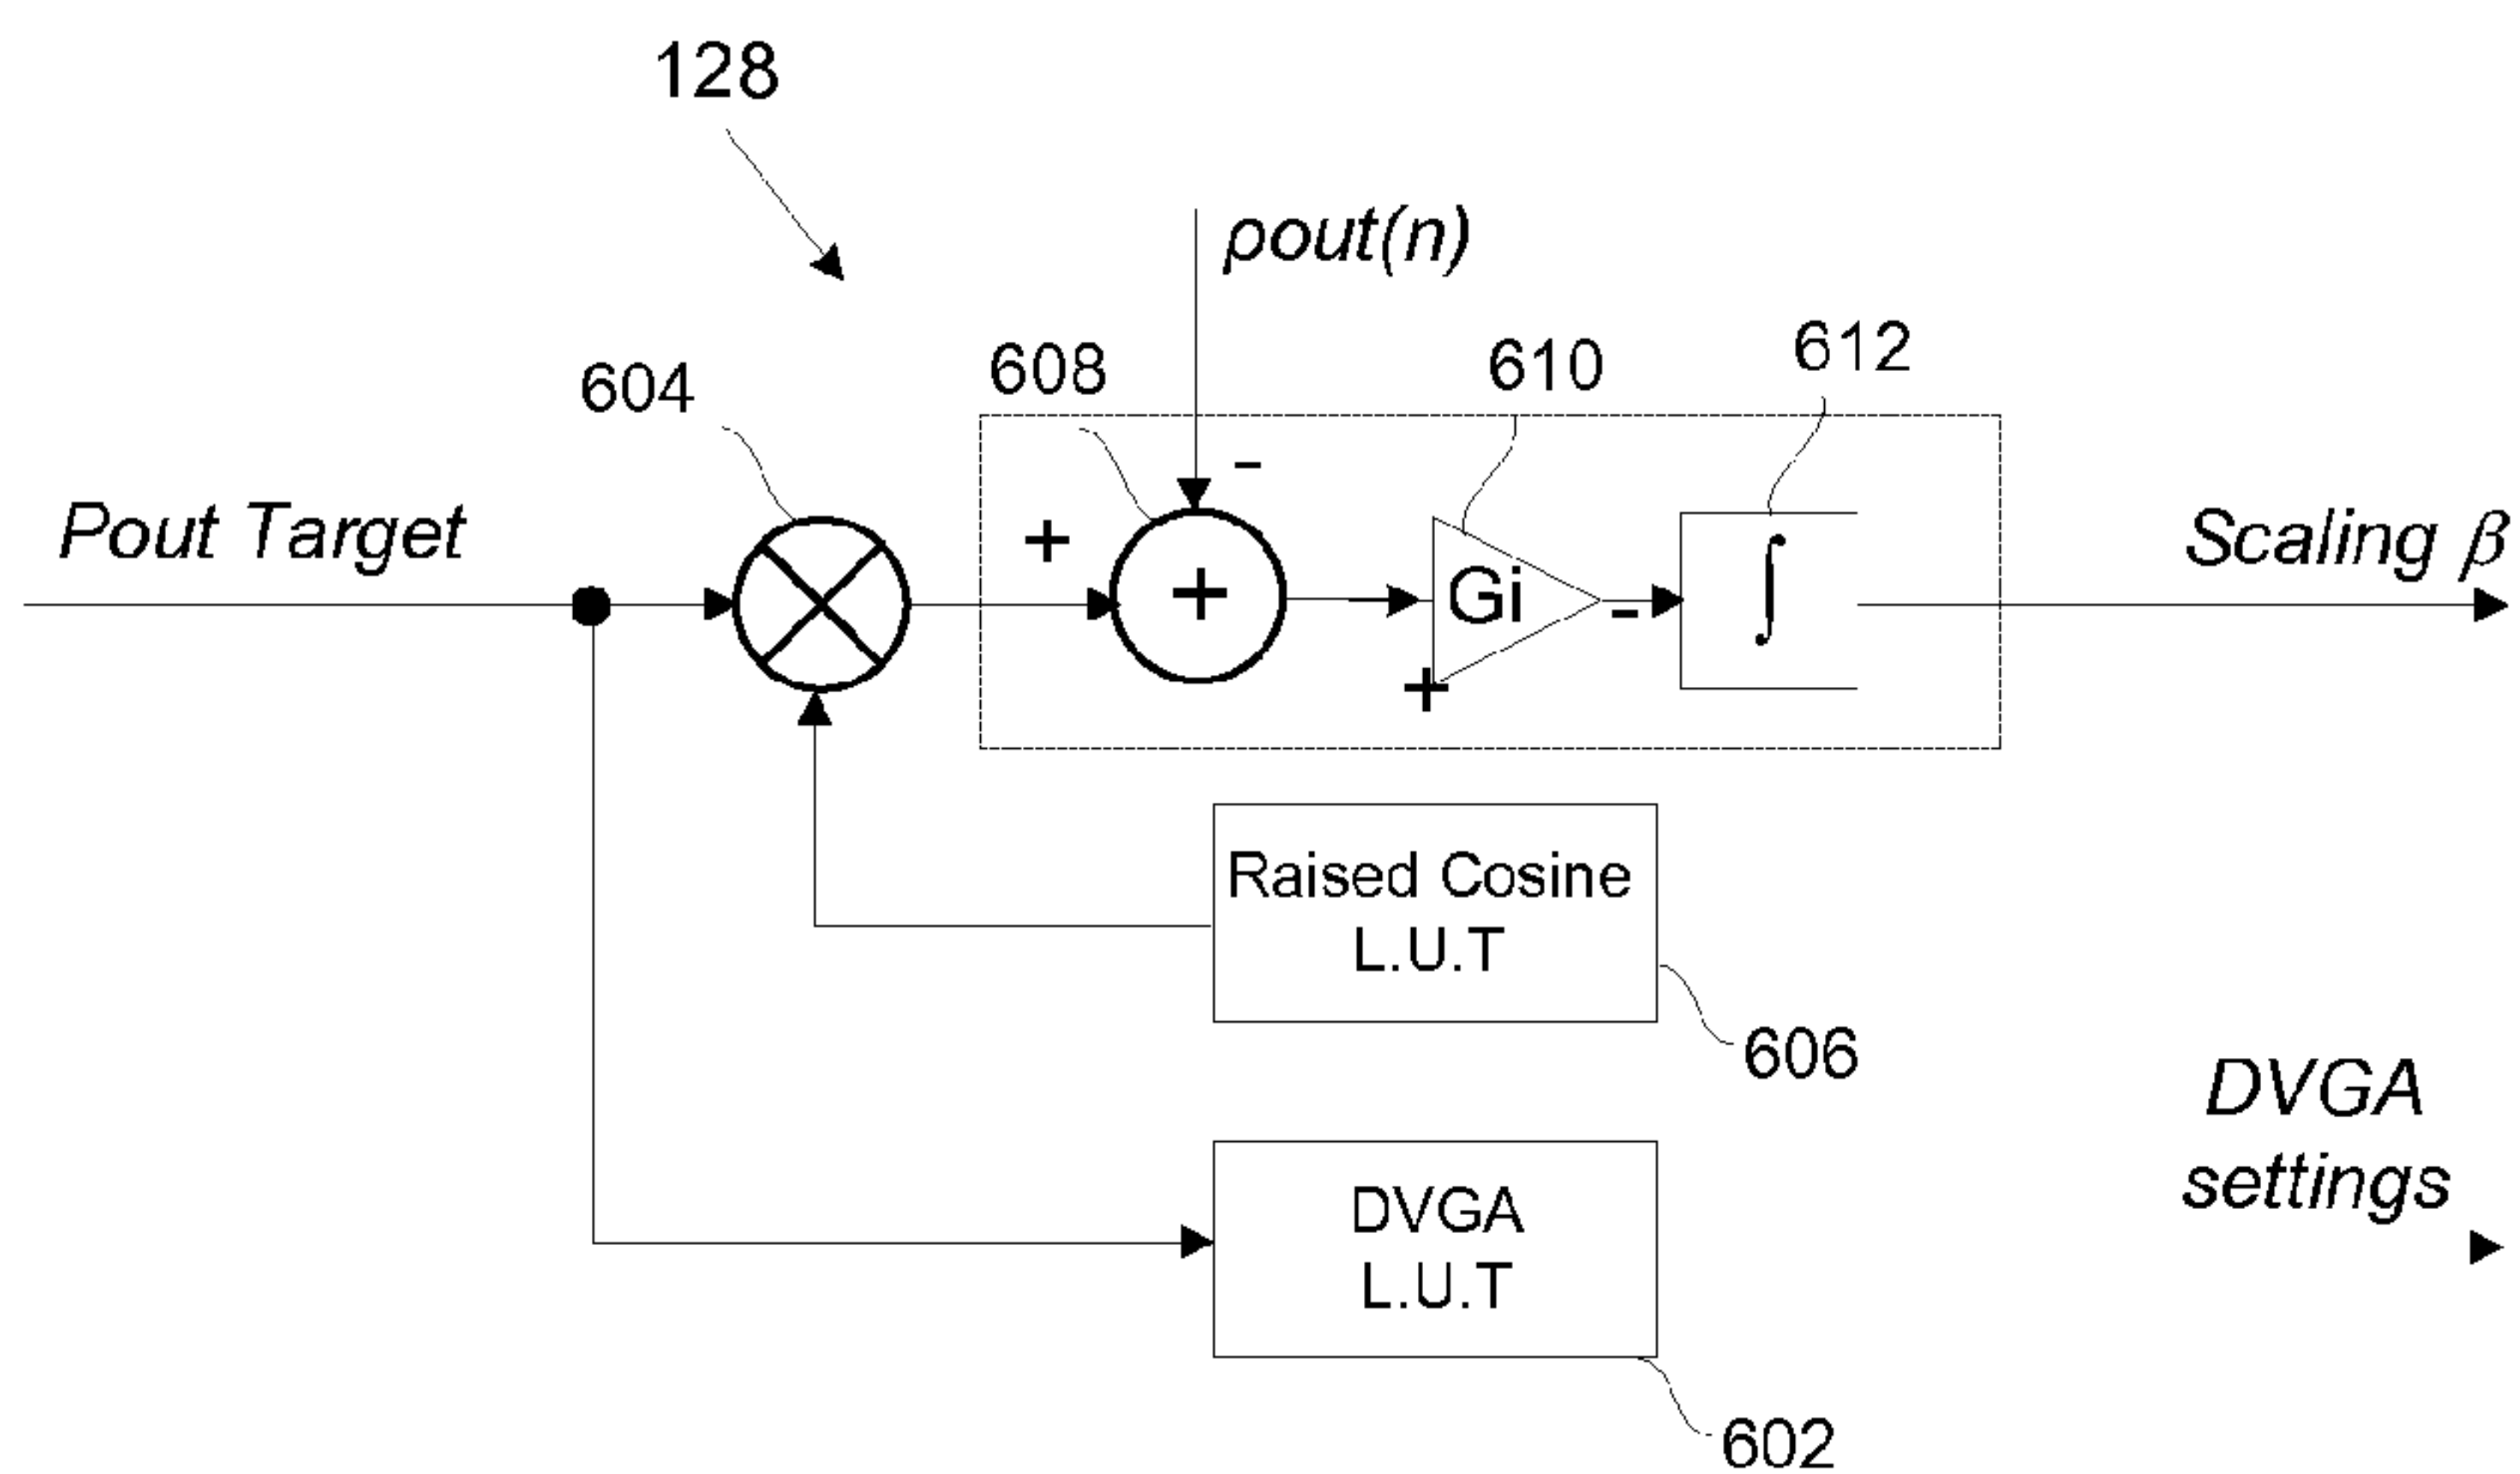 128
pout(n)
604
608
610
612
Pout Target
+
-
+
Gi
+
-
∫
Scaling β
Raised Cosine
L.U.T
606
DVGA
settings
DVGA
L.U.T
602